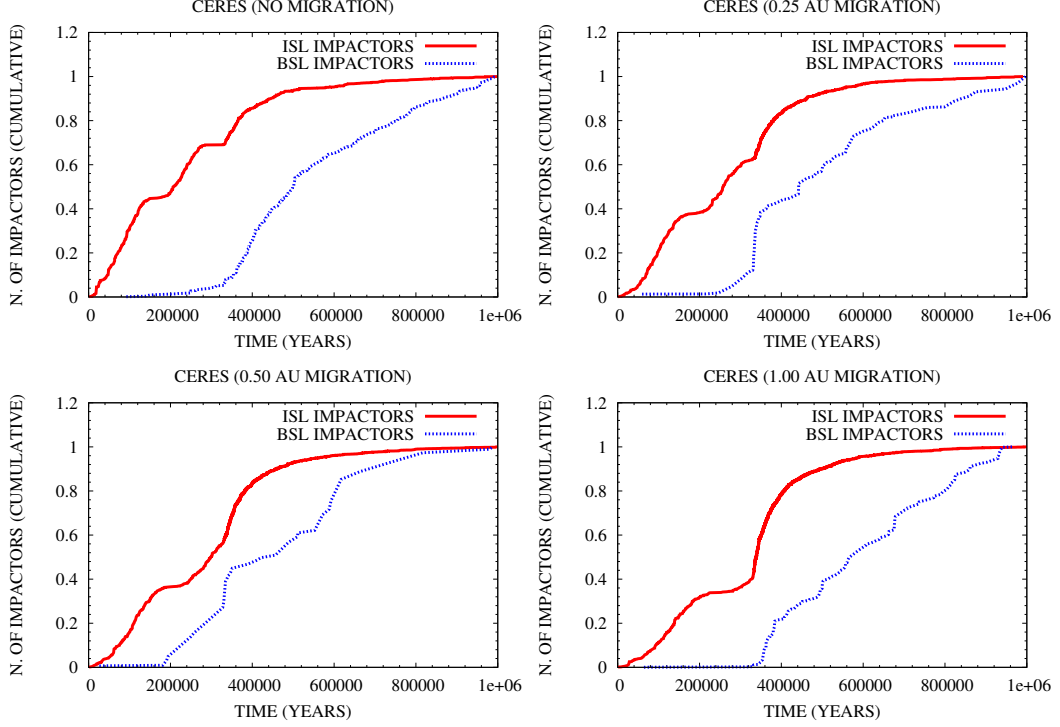 CERES (NO MIGRATION)
N. OF IMPACTORS (CUMULATIVE)
1.2
1
0.8
0.6
0.4
0.2
0
ISL IMPACTORS
BSL IMPACTORS
0 200000 400000 600000 800000 1e+06
TIME (YEARS)
CERES (0.25 AU MIGRATION)
N. OF IMPACTORS (CUMULATIVE)
1.2
1
0.8
0.6
0.4
0.2
0
ISL IMPACTORS
BSL IMPACTORS
0 200000 400000 600000 800000 1e+06
TIME (YEARS)
CERES (0.50 AU MIGRATION)
N. OF IMPACTORS (CUMULATIVE)
1.2
1
0.8
0.6
0.4
0.2
0
ISL IMPACTORS
BSL IMPACTORS
0 200000 400000 600000 800000 1e+06
TIME (YEARS)
CERES (1.00 AU MIGRATION)
N. OF IMPACTORS (CUMULATIVE)
1.2
1
0.8
0.6
0.4
0.2
0
ISL IMPACTORS
BSL IMPACTORS
0 200000 400000 600000 800000 1e+06
TIME (YEARS)